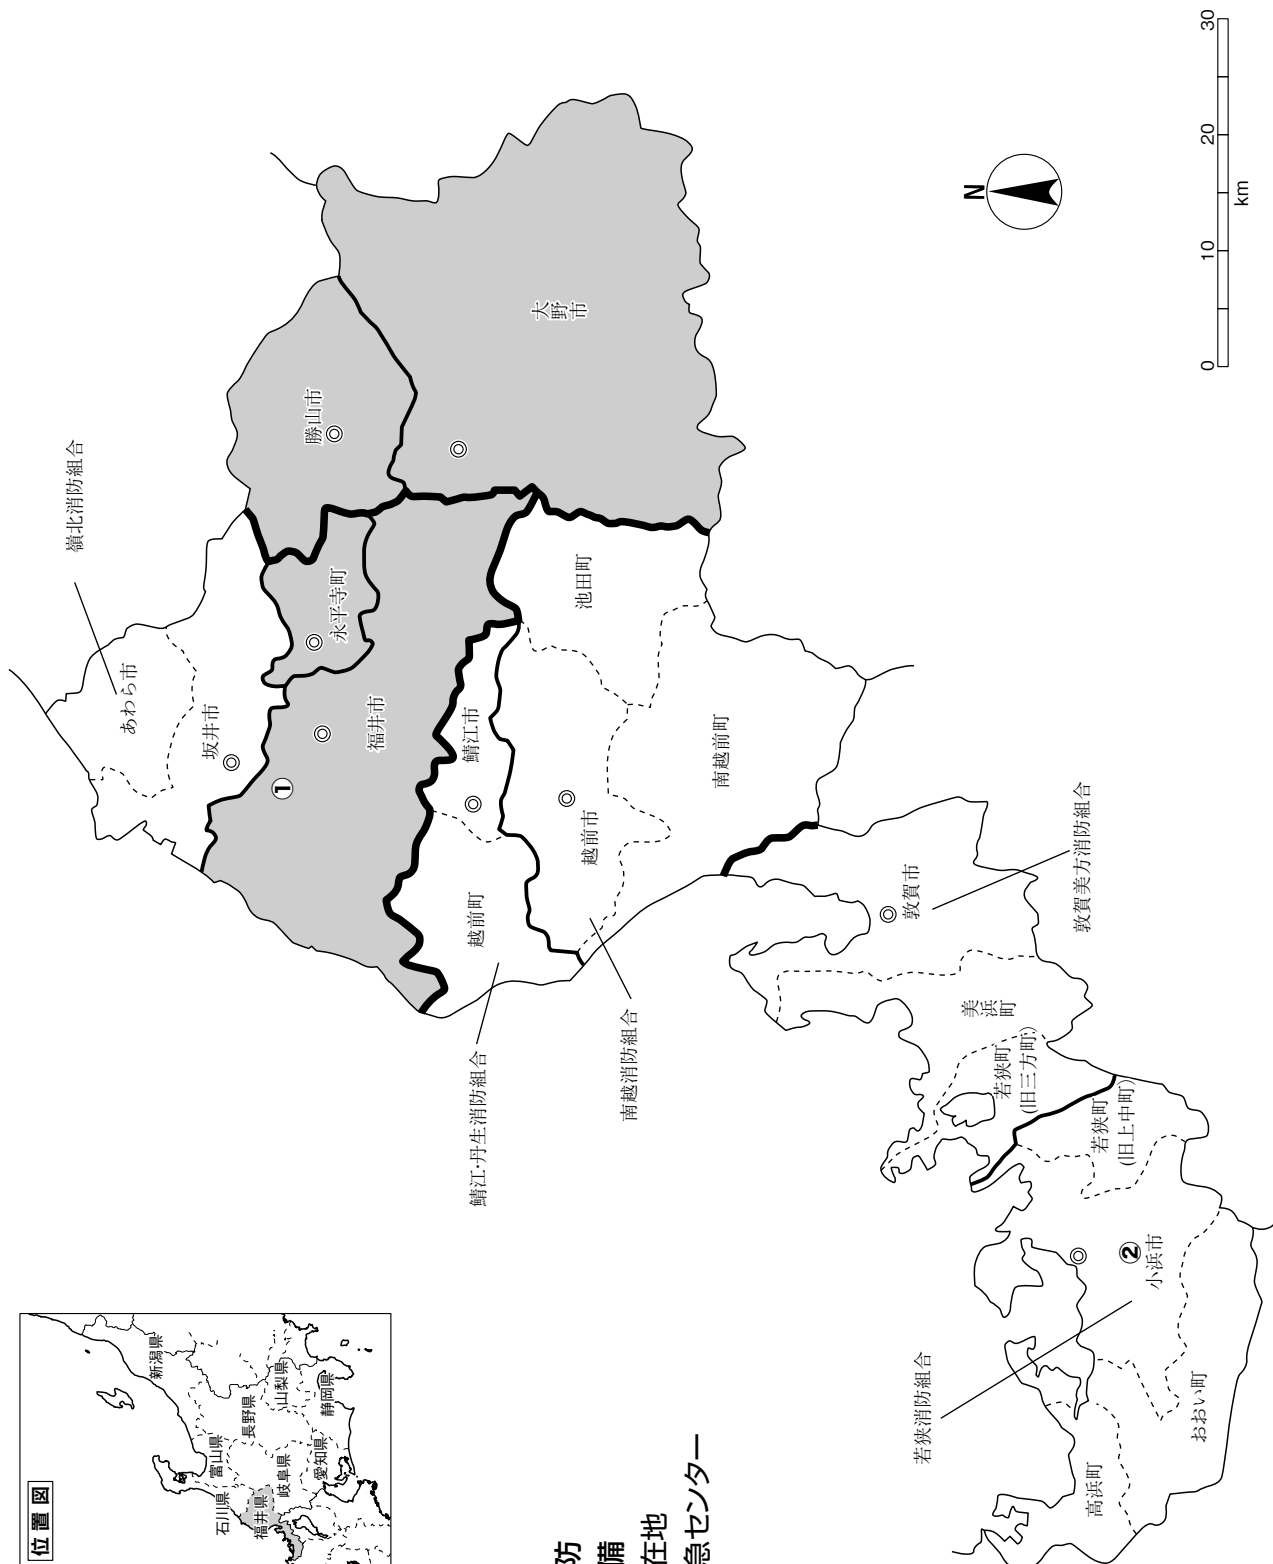 位置図
新潟県
富山県
石川県
長野県
福井県
岐阜県
山梨県
愛知県
静岡県
防
備
在地
急センター
嶺北消防組合
あわら市
坂井市
①
福井市
永平寺町
勝山市
大野市
鯖江市
越前町
鯖江・丹生消防組合
池田町
越前市
南越前町
南越消防組合
敦賀市
敦賀美方消防組合
美浜町
若狭町
(旧三方町)
若狭町
(旧上中町)
②
小浜市
若狭消防組合
おおい町
高浜町
N
0
10
20
30
km